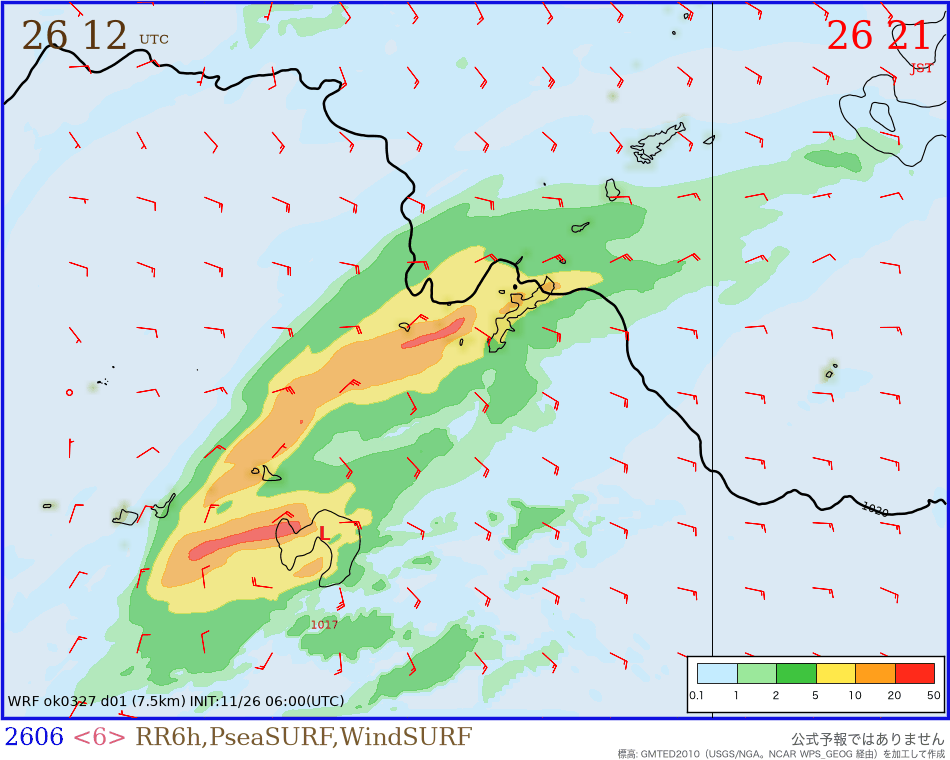 26 12 UTC
26 21
JST
1020
L
1017
WRF ok0327 d01 (7.5km) INIT:11/26 06:00(UTC)
0.1 1 2 5 10 20 50
2606 <6> RR6h,PseaSURF,WindSURF
公式予報ではありません
標高: GMTED2010（USGS/NGA。NCAR WPS_GEOG 経由）を加工して作成